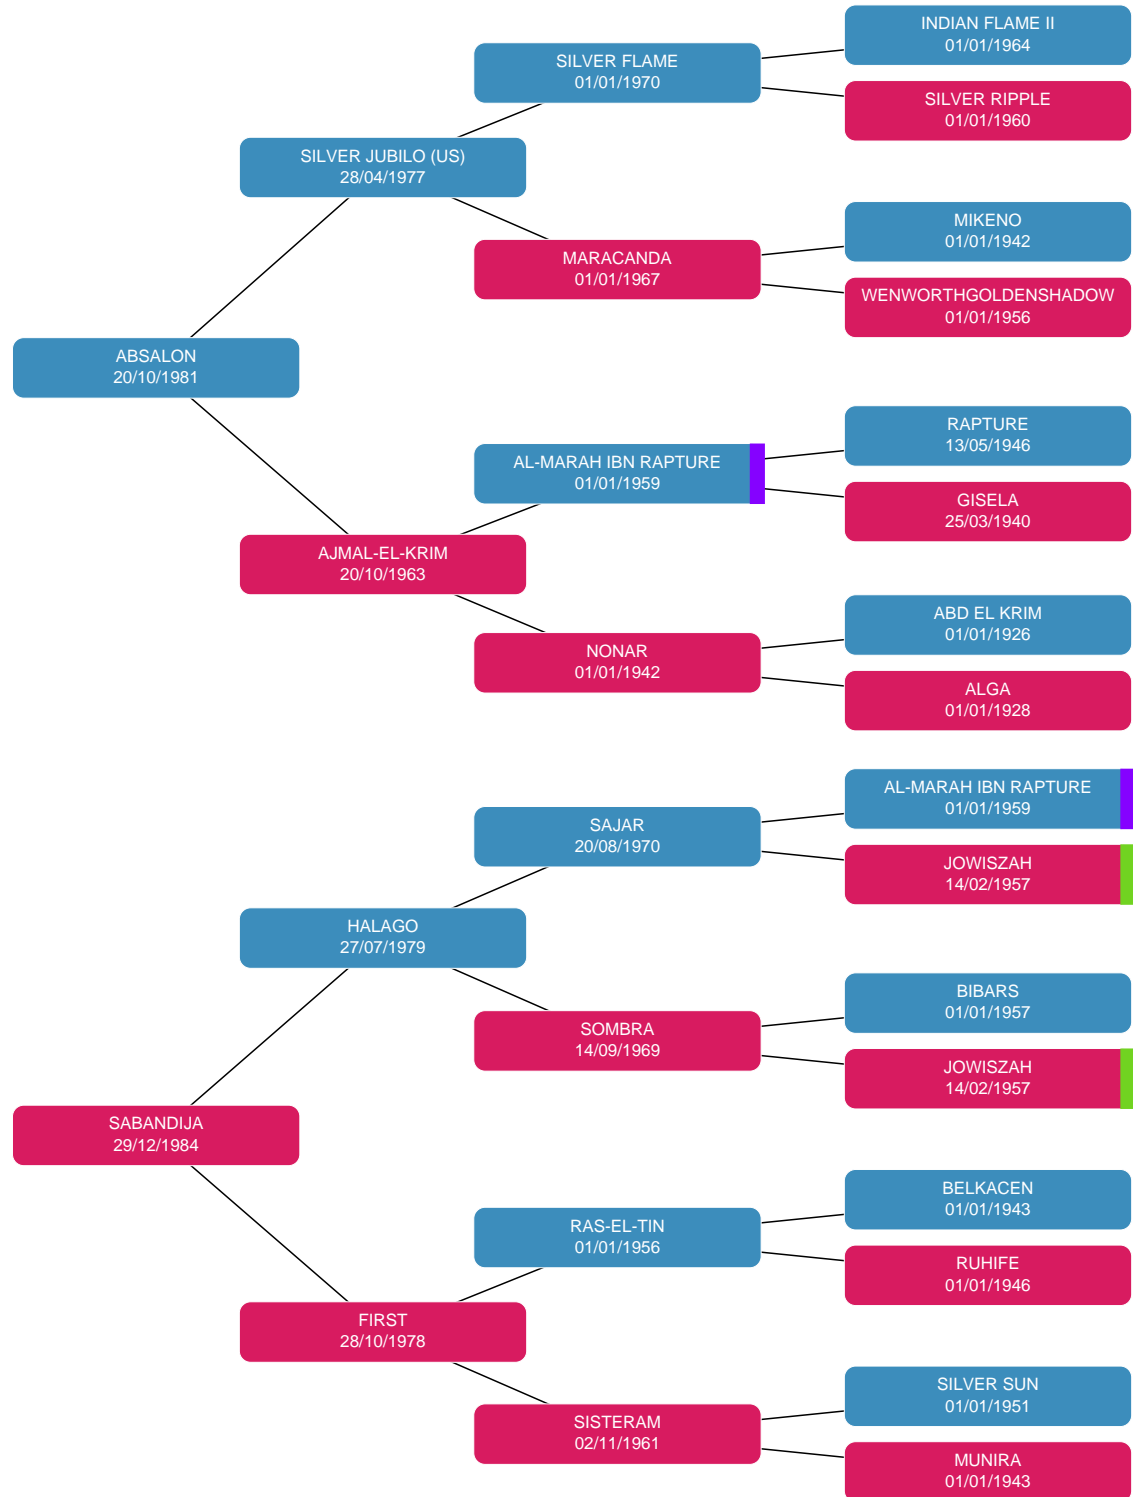 INDIAN FLAME II
01/01/1964
SILVER FLAME
01/01/1970
SILVER RIPPLE
01/01/1960
SILVER JUBILO (US)
28/04/1977
MIKENO
01/01/1942
MARACANDA
01/01/1967
WENWORTHGOLDENSHADOW
01/01/1956
ABSALON
20/10/1981
RAPTURE
13/05/1946
AL-MARAH IBN RAPTURE
01/01/1959
GISELA
25/03/1940
AJMAL-EL-KRIM
20/10/1963
ABD EL KRIM
01/01/1926
NONAR
01/01/1942
ALGA
01/01/1928
AL-MARAH IBN RAPTURE
01/01/1959
SAJAR
20/08/1970
JOWISZAH
14/02/1957
HALAGO
27/07/1979
BIBARS
01/01/1957
SOMBRA
14/09/1969
JOWISZAH
14/02/1957
SABANDIJA
29/12/1984
BELKACEN
01/01/1943
RAS-EL-TIN
01/01/1956
RUHIFE
01/01/1946
FIRST
28/10/1978
SILVER SUN
01/01/1951
SISTERAM
02/11/1961
MUNIRA
01/01/1943